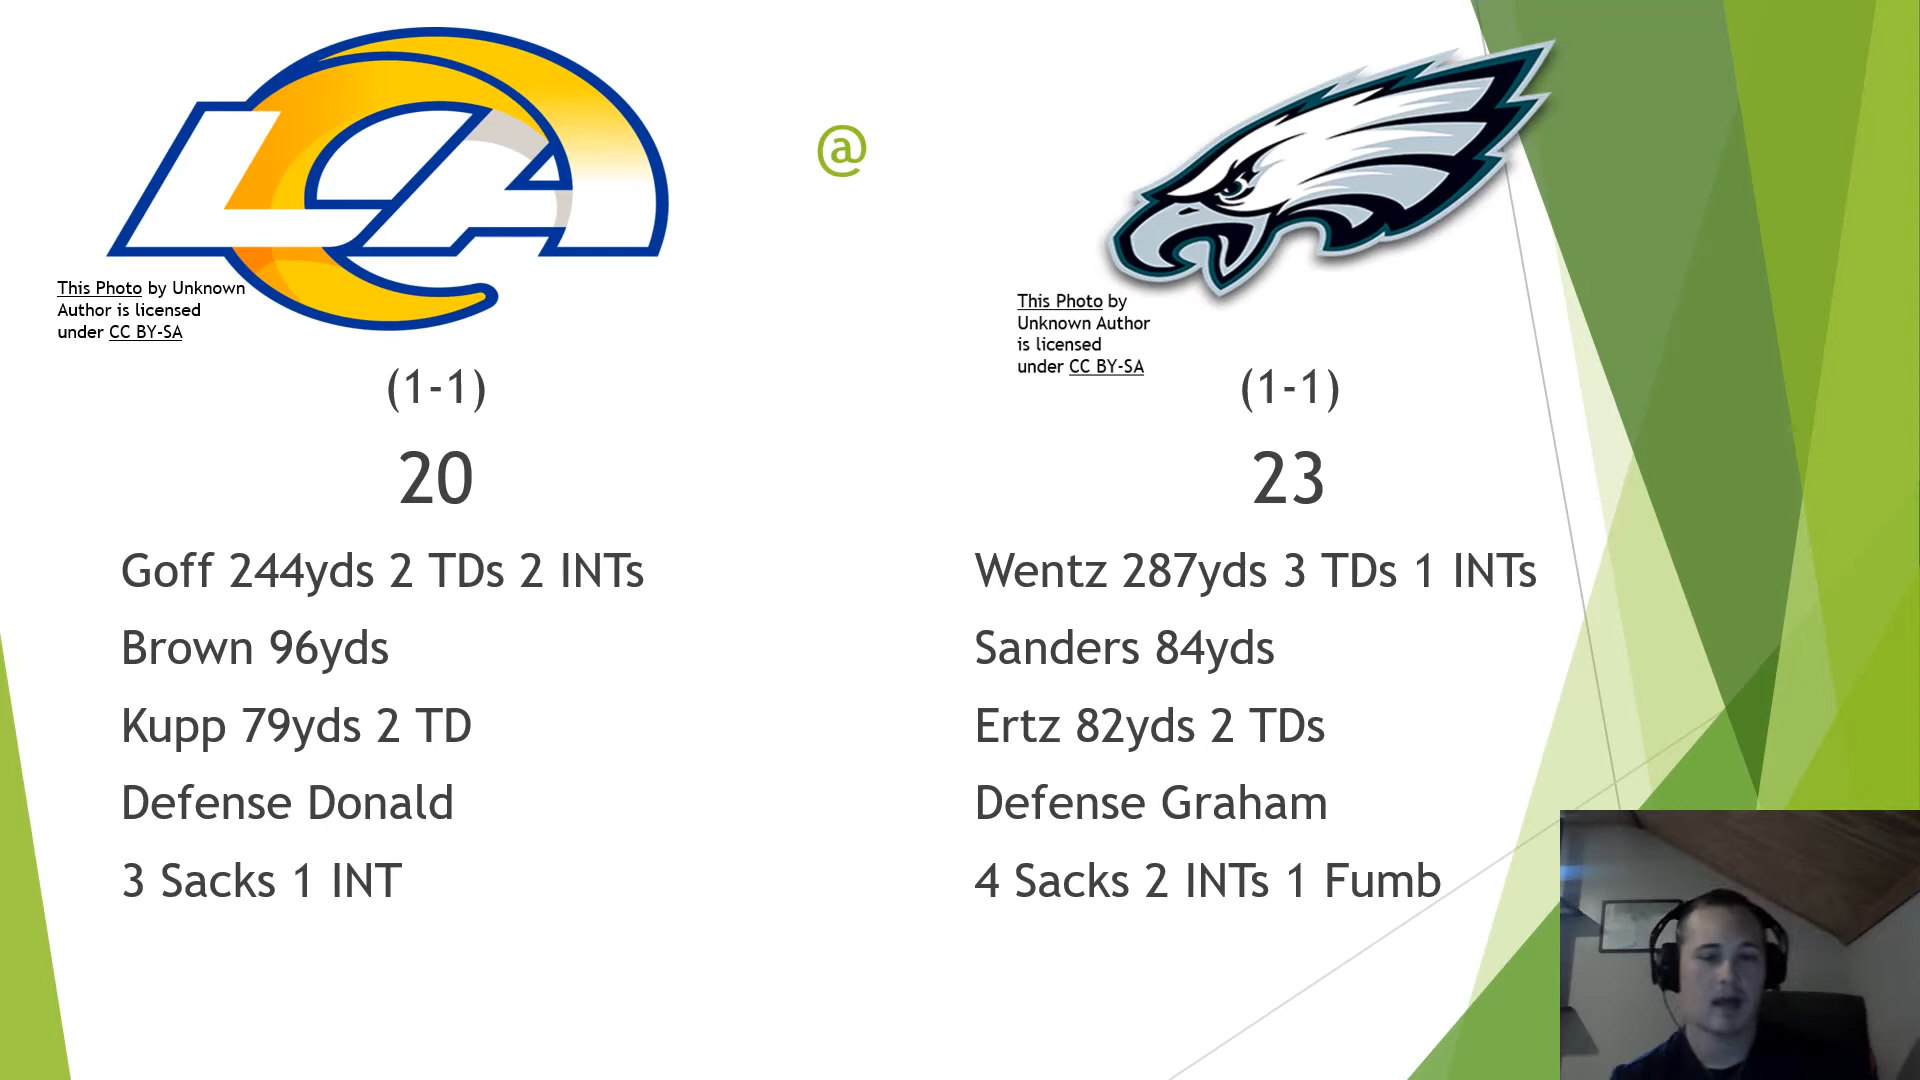 LA
@
This Photo by Unknown
Author is licensed
under CC BY-SA
This Photo by
Unknown Author
is licensed
under CC BY-SA
(1-1)
(1-1)
20
23
Goff 244yds 2 TDs 2 INTs
Brown 96yds
Kupp 79yds 2 TD
Defense Donald
3 Sacks 1 INT
Wentz 287yds 3 TDs 1 INTs
Sanders 84yds
Ertz 82yds 2 TDs
Defense Graham
4 Sacks 2 INTs 1 Fumb